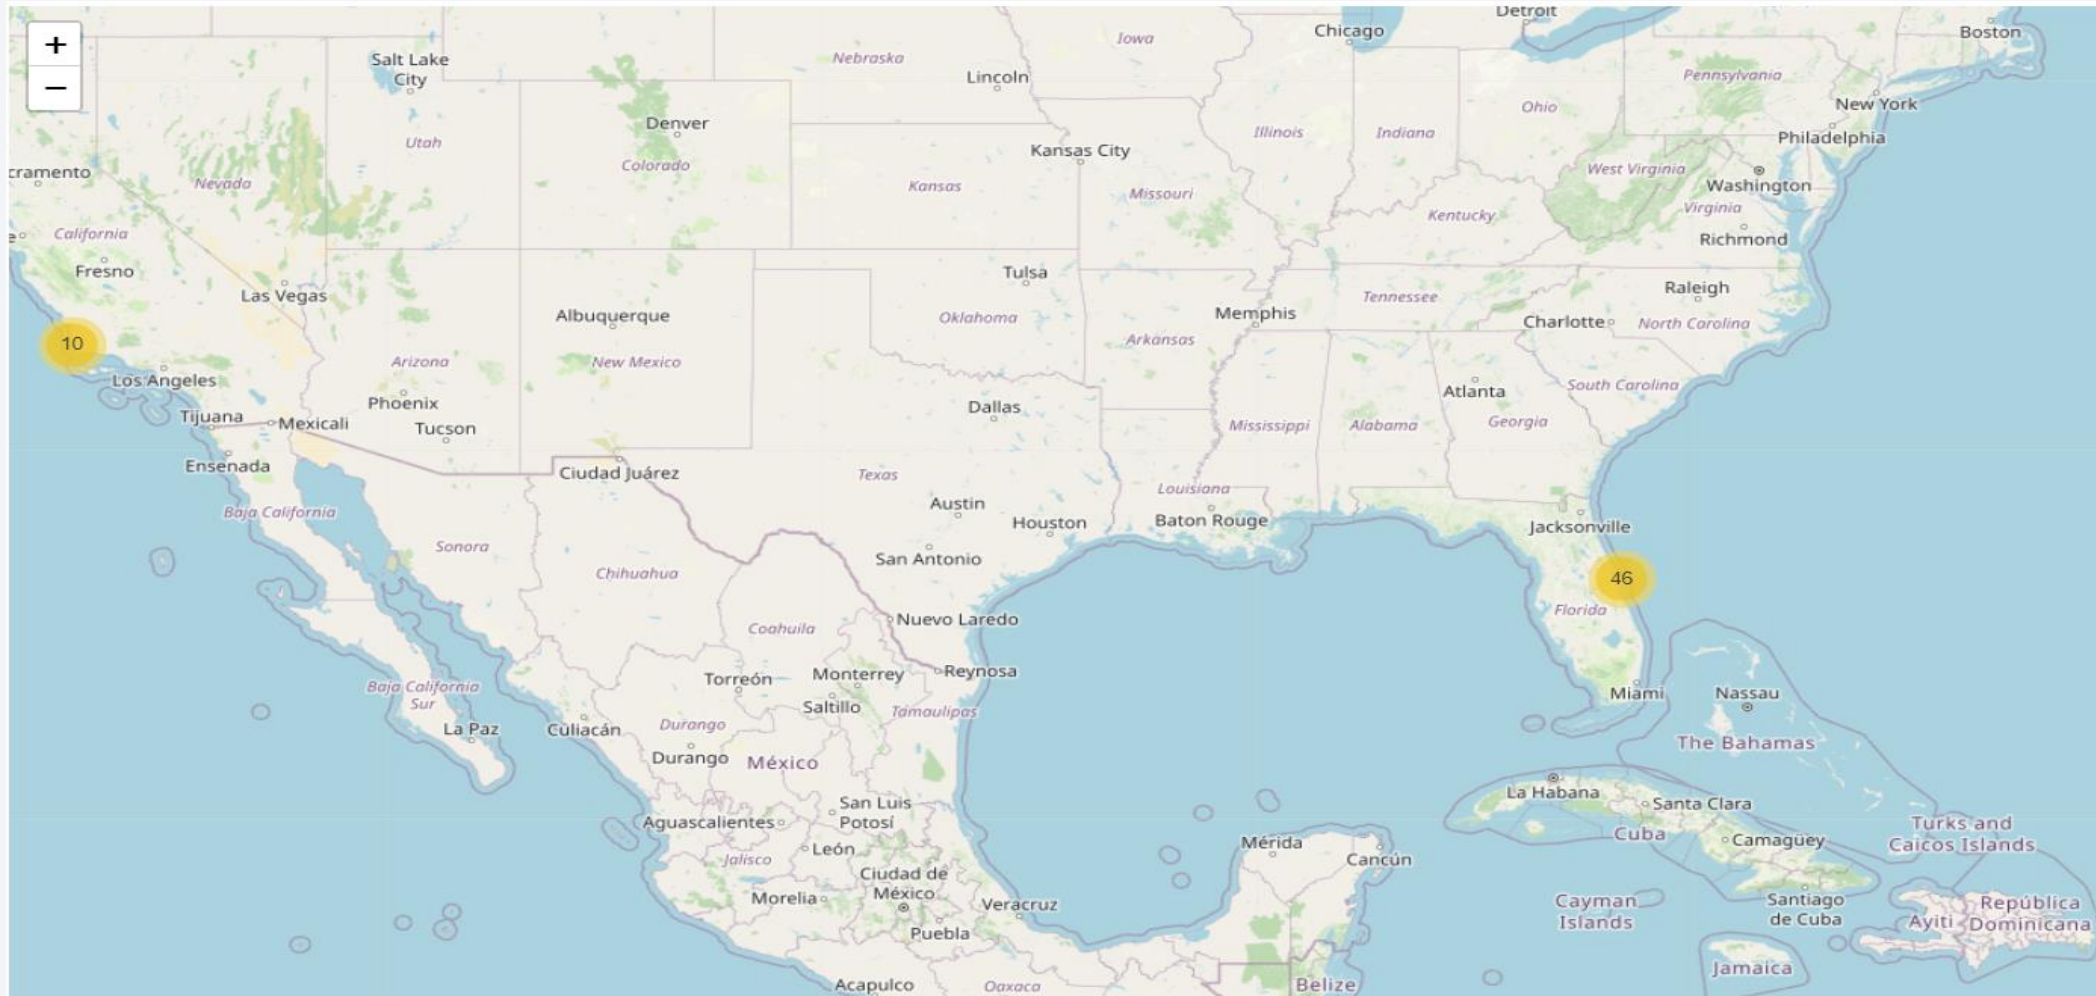 +
−
Detroit
Chicago
Boston
Iowa
Nebraska
Salt Lake
City
Lincoln
Pennsylvania
New York
Ohio
Denver
Illinois
Indiana
Philadelphia
Utah
Kansas City
Colorado
cramento
West Virginia
Nevada
Kansas
Missouri
Washington
Virginia
Kentucky
California
Richmond
Fresno
Tulsa
Las Vegas
Raleigh
Tennessee
Albuquerque
Memphis
Oklahoma
Charlotte
North Carolina
10
Arkansas
Arizona
New Mexico
Los Angeles
South Carolina
Atlanta
Phoenix
Dallas
Tijuana
Mexicali
Tucson
Mississippi
Alabama
Georgia
Ensenada
Ciudad Juárez
Texas
Louisiana
Austin
Baja California
Houston
Baton Rouge
Jacksonville
Sonora
San Antonio
Chihuahua
46
Florida
Nuevo Laredo
Coahuila
Reynosa
Monterrey
Torreón
Baja California
Sur
Miami
Nassau
Saltillo
Tamaulipas
La Paz
Culiacán
Durango
The Bahamas
Durango
México
La Habana
San Luis
Potosí
Santa Clara
Aguascalientes
Turks and
Caicos Islands
Cuba
Mérida
Camagüey
León
Jalisco
Cancún
Ciudad de
México
Morelia
Veracruz
Cayman
Islands
Santiago
de Cuba
República
Dominicana
Ayiti
Puebla
Jamaica
Acapulco
Oaxaca
Belize